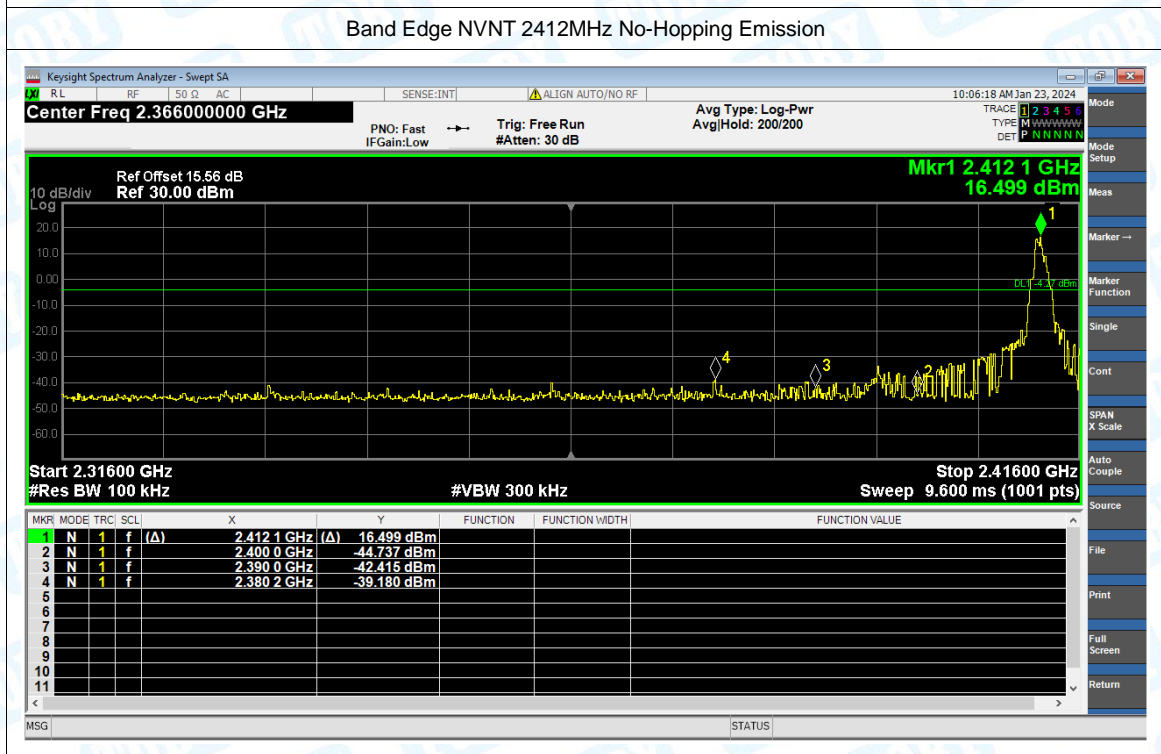 Band Edge NVNT 2412MHz No-Hopping Emission
Keysight Spectrum Analyzer - Swept SA
LXI RL RF 50 Ω AC SENSE:INT ALIGN AUTO/NO RF 10:06:18 AM Jan 23, 2024
Center Freq 2.366000000 GHz
PNO: Fast
IFGain:Low
Trig: Free Run
#Atten: 30 dB
Avg Type: Log-Pwr
Avg|Hold: 200/200
TRACE 1 2 3 4 5 6
TYPE M WWWWW
DET P N N N N N
Ref Offset 15.56 dB
10 dB/div Ref 30.00 dBm
Log
Mkr1 2.412 1 GHz
16.499 dBm
20.0
10.0
0.00
-10.0
-20.0
-30.0
-40.0
-50.0
-60.0
1
DL1 -4.27 dBm
4
3
2
Start 2.31600 GHz Stop 2.41600 GHz
#Res BW 100 kHz #VBW 300 kHz Sweep 9.600 ms (1001 pts)
MKR MODE TRC SCL X Y FUNCTION FUNCTION WIDTH FUNCTION VALUE
1 N 1 f (Δ) 2.412 1 GHz (Δ) 16.499 dBm
2 N 1 f 2.400 0 GHz -44.737 dBm
3 N 1 f 2.390 0 GHz -42.415 dBm
4 N 1 f 2.380 2 GHz -39.180 dBm
5
6
7
8
9
10
11
MSG STATUS
Mode
Mode Setup
Meas
Marker →
Marker Function
Single
Cont
SPAN X Scale
Auto Couple
Source
File
Print
Full Screen
Return